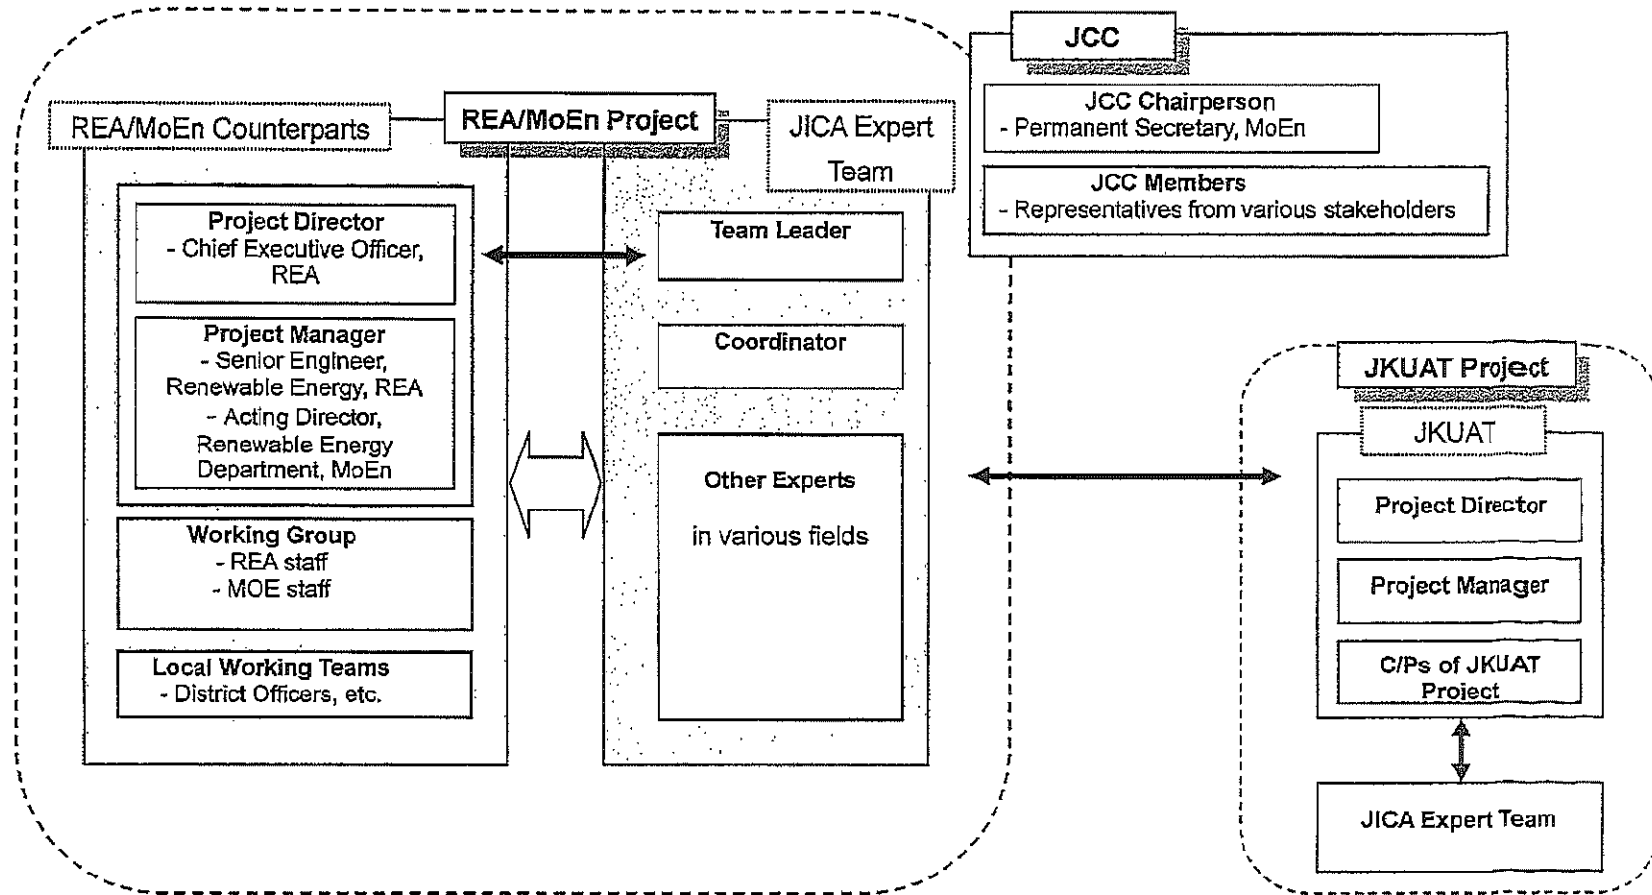 JCC
JCC Chairperson
- Permanent Secretary, MoEn
JCC Members
- Representatives from various stakeholders
REA/MoEn Project
REA/MoEn Counterparts
Project Director
- Chief Executive Officer,
REA
Project Manager
- Senior Engineer,
Renewable Energy, REA
- Acting Director,
Renewable Energy
Department, MoEn
Working Group
- REA staff
- MOE staff
Local Working Teams
- District Officers, etc.
JICA Expert
Team
Team Leader
Coordinator
Other Experts
in various fields
JKUAT Project
JKUAT
Project Director
Project Manager
C/Ps of JKUAT
Project
JICA Expert Team